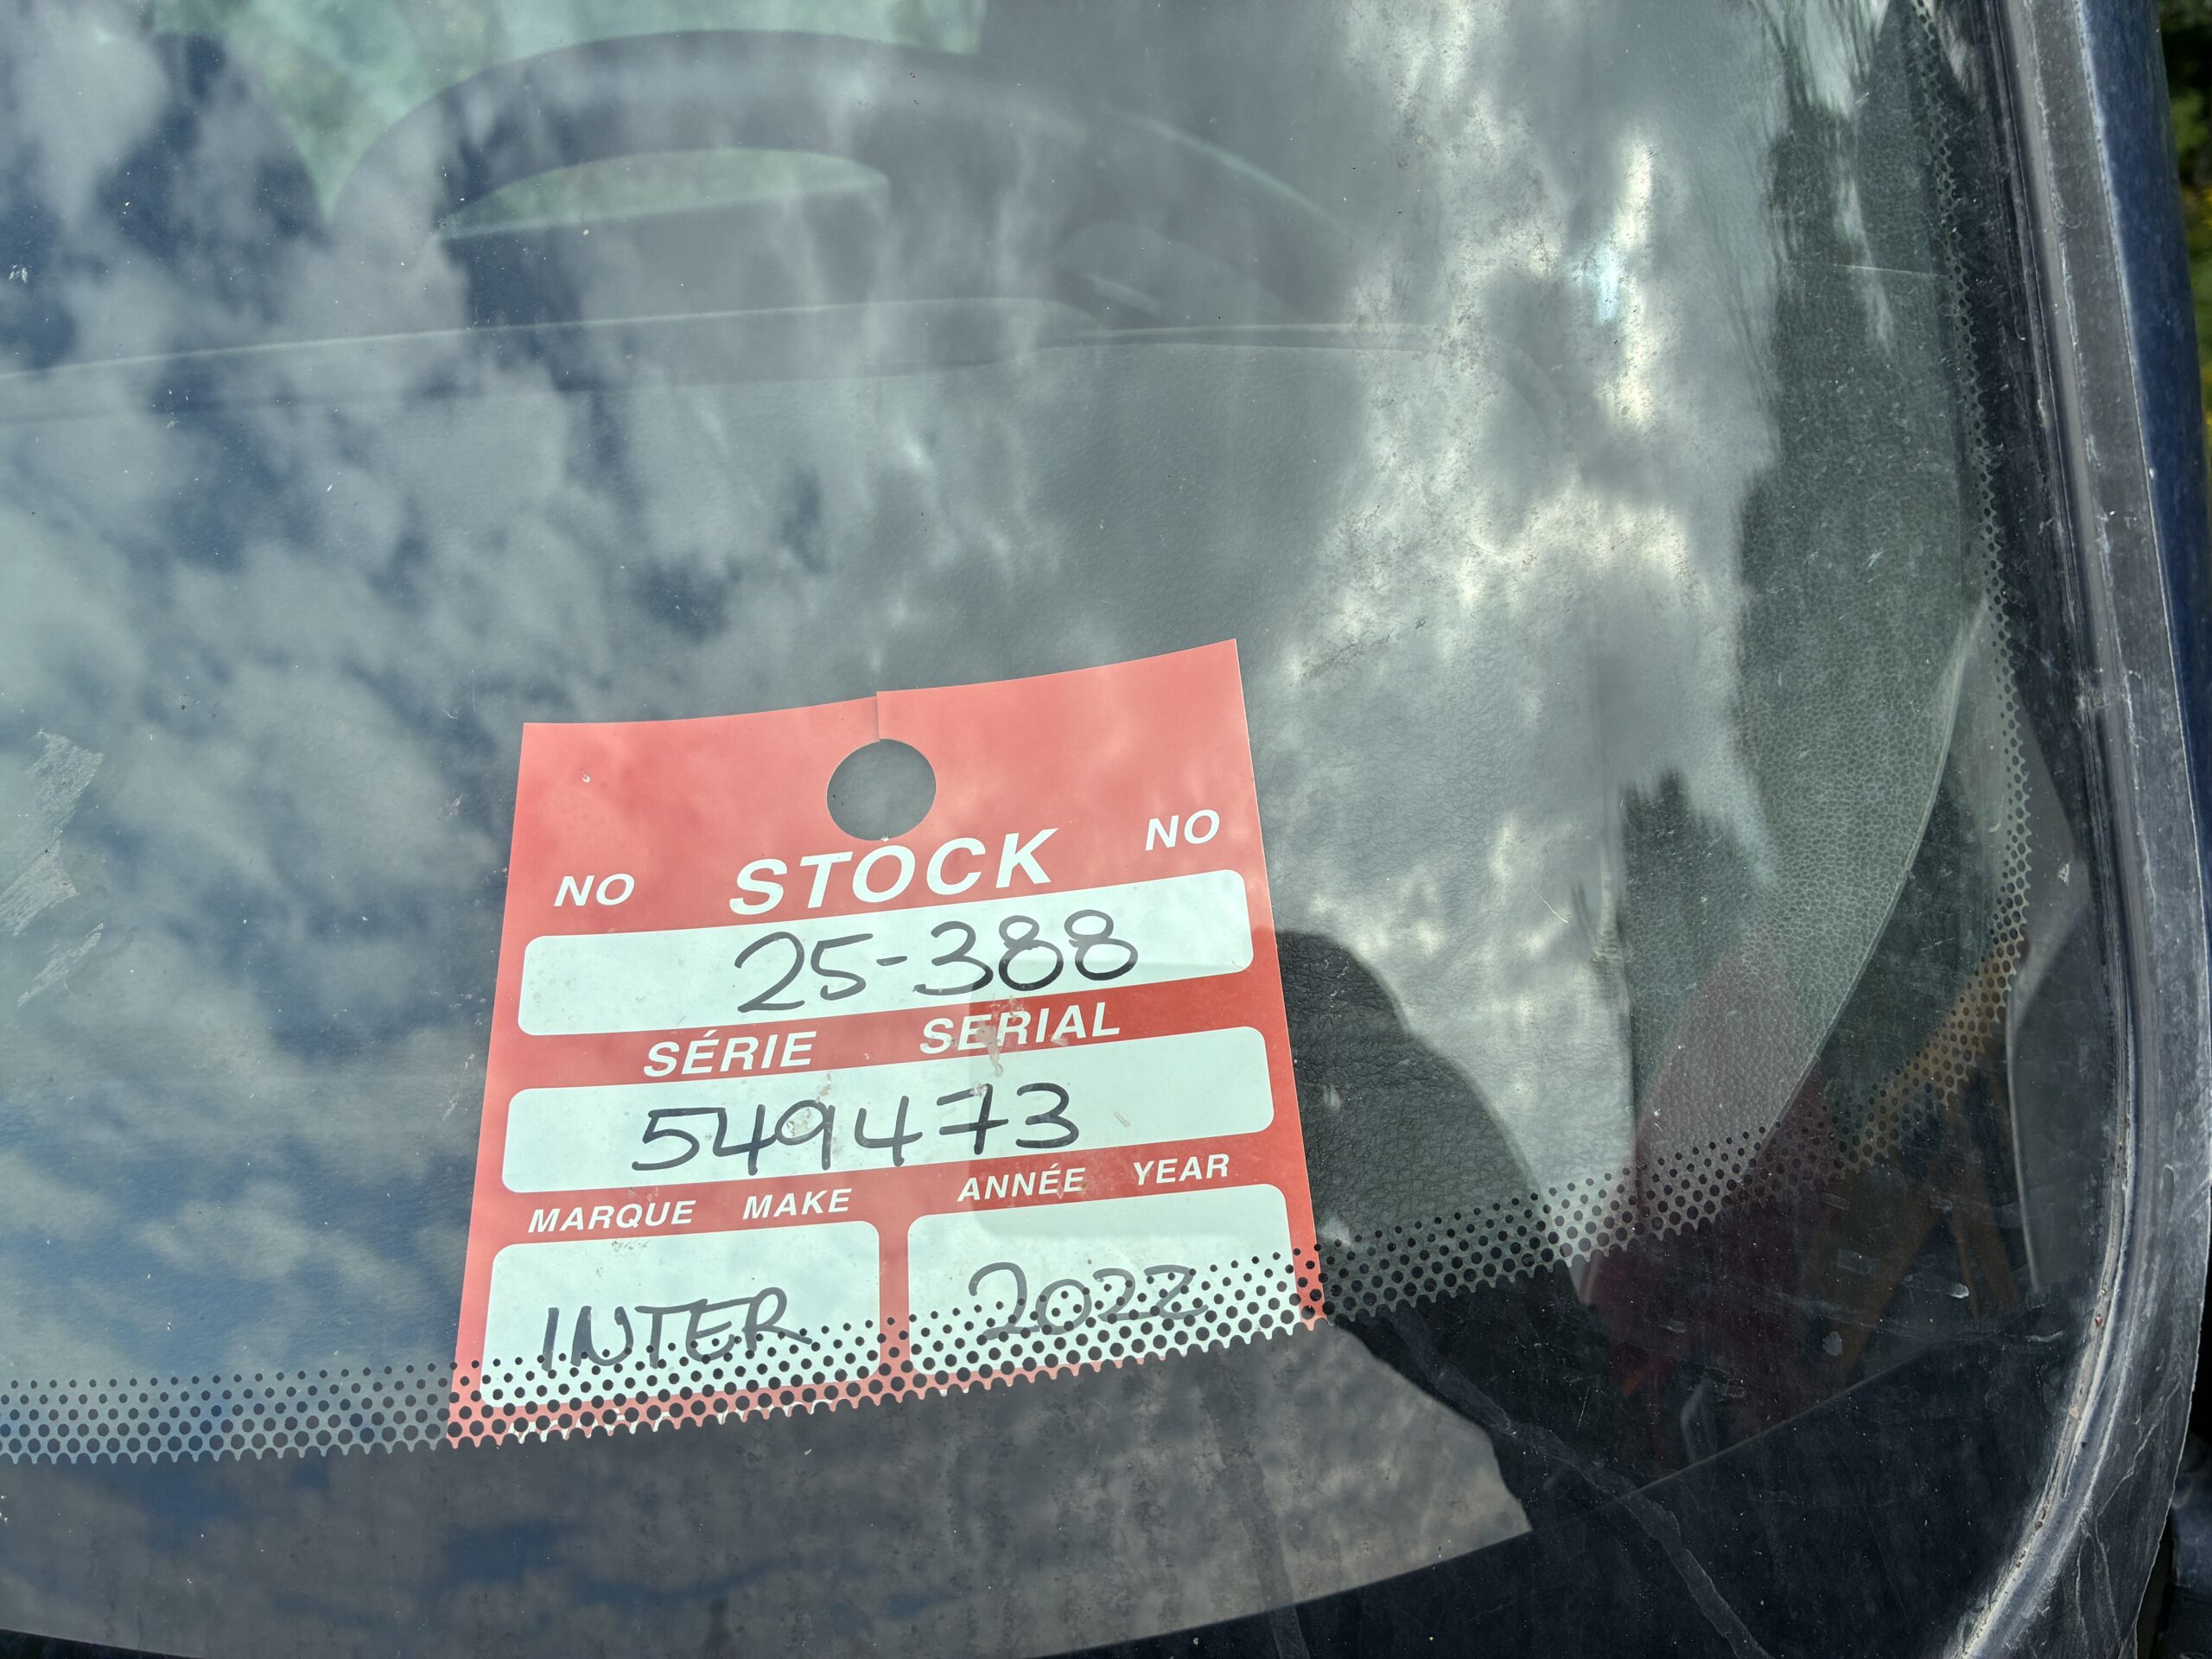 NO STOCK NO
25-388
SÉRIE SERIAL
549473
MARQUE MAKE ANNÉE YEAR
INTER 2022